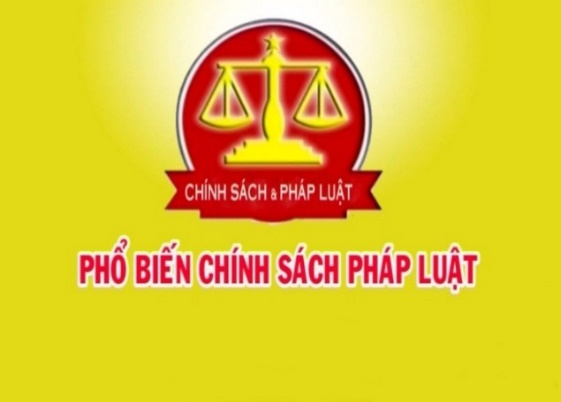 CHÍNH SÁCH & PHÁP LUẬT
PHỔ BIẾN CHÍNH SÁCH PHÁP LUẬT